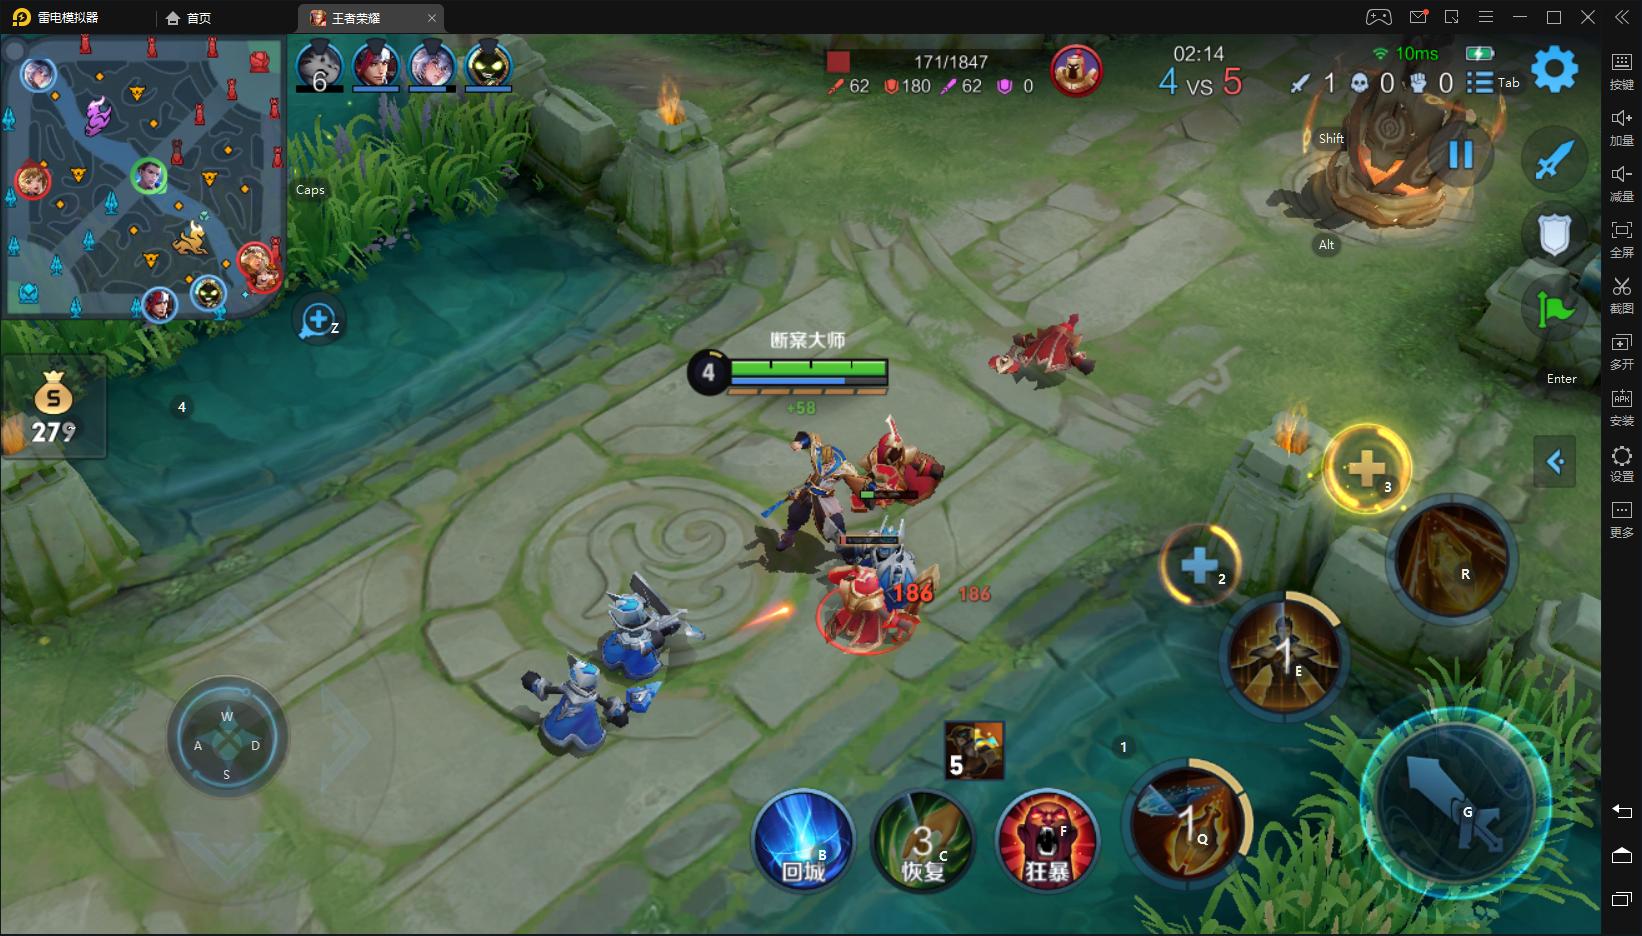 雷电模拟器
首页
王者荣耀
6
171/1847
62 180 62 0
02:14
4 vs 5
10ms
1 0 0
Tab
Shift
Caps
Alt
Z
Enter
279
4
断案大师
4
+58
186 186
3
2
R
1
E
W
A D
S
5
1
B
回城
3
C
恢复
F
狂暴
1
Q
G
按键
加量
减量
全屏
截图
多开
APK
安装
设置
更多